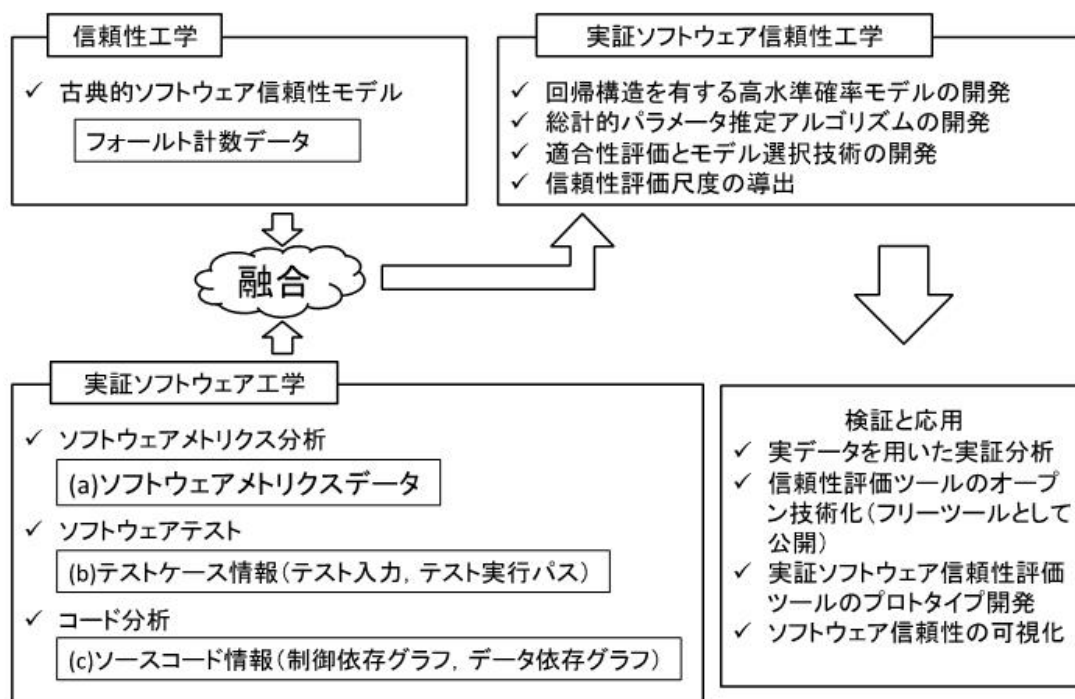 信頼性工学
✓ 古典的ソフトウェア信頼性モデル
フォールト計数データ
実証ソフトウェア信頼性工学
✓ 回帰構造を有する高水準確率モデルの開発
✓ 総計的パラメータ推定アルゴリズムの開発
✓ 適合性評価とモデル選択技術の開発
✓ 信頼性評価尺度の導出
融合
実証ソフトウェア工学
✓ ソフトウェアメトリクス分析
(a)ソフトウェアメトリクスデータ
✓ ソフトウェアテスト
(b)テストケース情報(テスト入力, テスト実行パス)
✓ コード分析
(c)ソースコード情報(制御依存グラフ, データ依存グラフ)
検証と応用
✓ 実データを用いた実証分析
✓ 信頼性評価ツールのオープ
ン技術化(フリーツールとして
公開)
✓ 実証ソフトウェア信頼性評価
ツールのプロトタイプ開発
✓ ソフトウェア信頼性の可視化